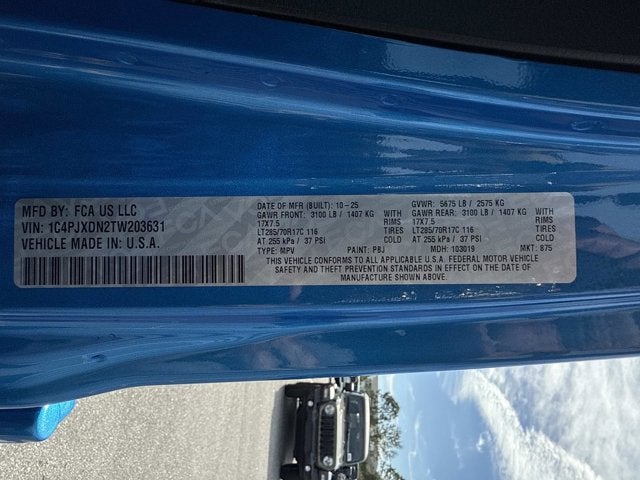 MFD BY: FCA US LLC
VIN: 1C4PJXDN2TW203631
VEHICLE MADE IN: U.S.A.
DATE OF MFR (BUILT): 10-25
GAWR FRONT: 3100 LB / 1407 KG WITH
17X7.5 RIMS
LT285/70R17C 116 TIRES
AT 255 kPa / 37 PSI COLD
TYPE: MPV PAINT: PBJ
GVWR: 5675 LB / 2575 KG
GAWR REAR: 3100 LB / 1407 KG WITH
17X7.5 RIMS
LT285/70R17C 116 TIRES
AT 255 kPa / 37 PSI COLD
MDH: 103019 MKT: 875
THIS VEHICLE CONFORMS TO ALL APPLICABLE U.S.A. FEDERAL MOTOR VEHICLE
SAFETY AND THEFT PREVENTION STANDARDS IN EFFECT ON THE DATE OF
MANUFACTURE SHOWN ABOVE.